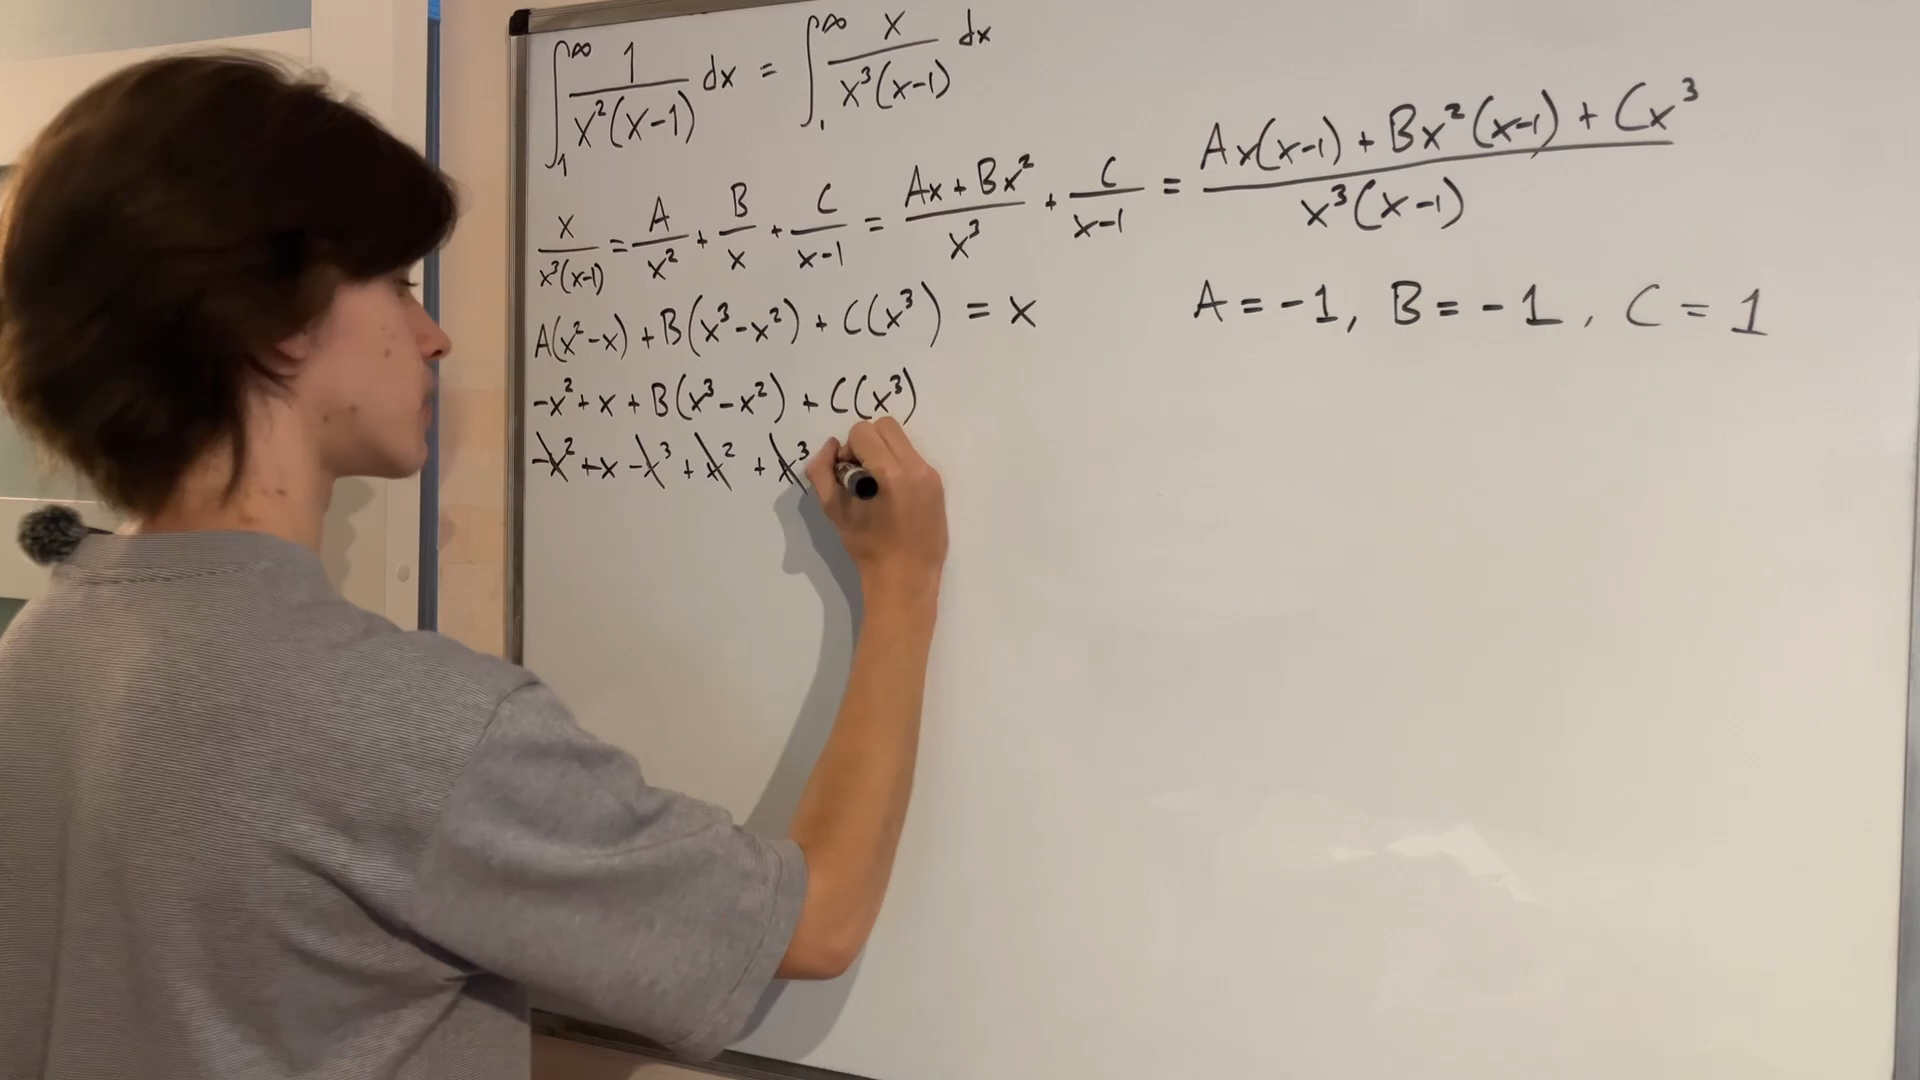 ∫₁^∞ 1/(x²(x-1)) dx = ∫₁^∞ x/(x³(x-1)) dx
x/(x³(x-1)) = A/x² + B/x + C/(x-1) = (Ax + Bx²)/x³ + C/(x-1) = (Ax(x-1) + Bx²(x-1) + Cx³)/(x³(x-1))
A(x²-x) + B(x³-x²) + C(x³) = x
A = -1, B = -1, C = 1
-x² + x + B(x³-x²) + C(x³)
-x² + x - x³ + x² + x³